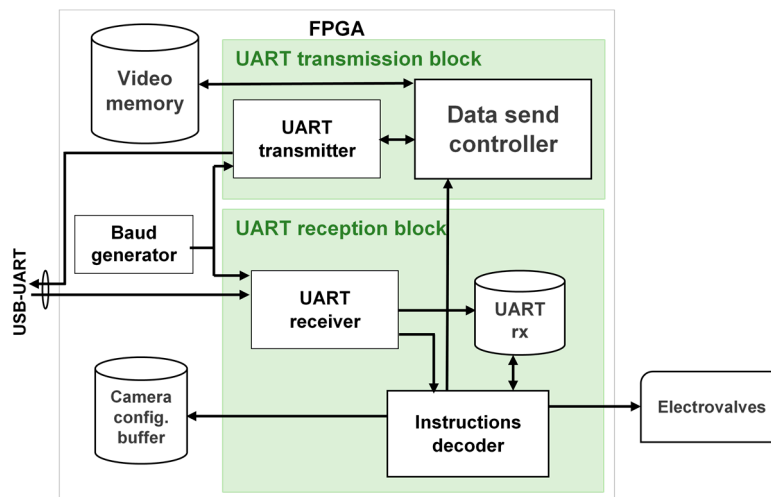 FPGA
UART transmission block
Video
memory
Data send
controller
UART
transmitter
UART reception block
Baud
generator
USB-UART
UART
receiver
UART
rx
Camera
config.
buffer
Instructions
decoder
Electrovalves